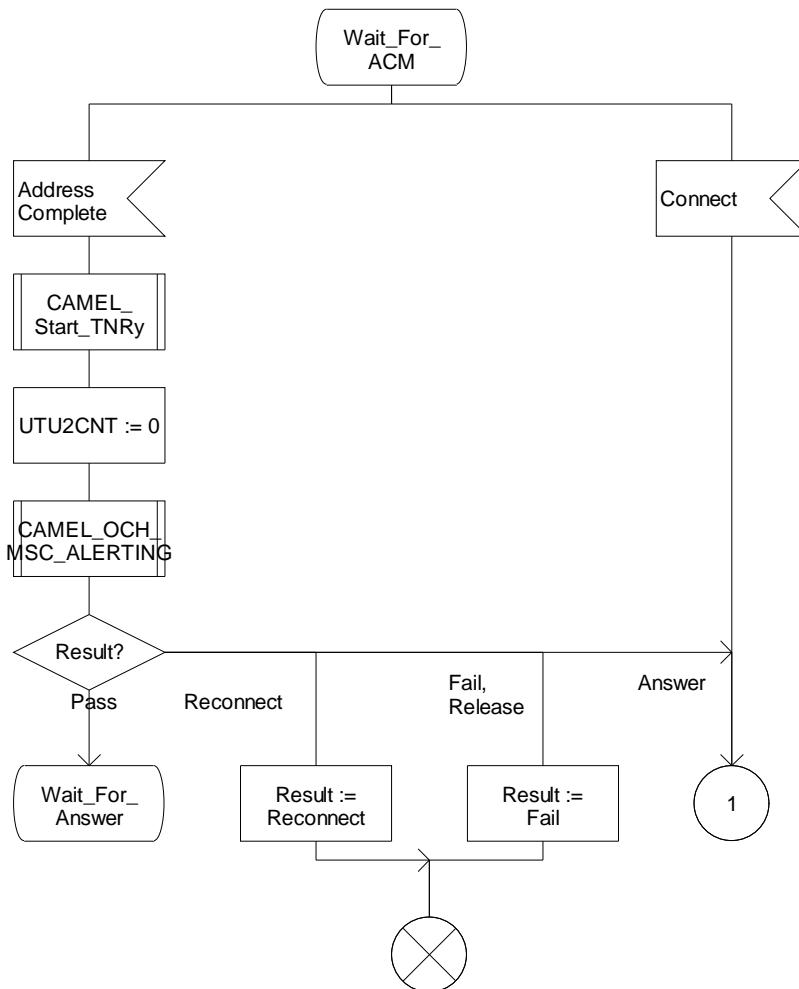 Wait_For_
ACM
Address
Complete
Connect
CAMEL_
Start_TNRy
UTU2CNT := 0
CAMEL_OCH_
MSC_ALERTING
Result?
Pass
Reconnect
Fail,
Release
Answer
Wait_For_
Answer
Result :=
Reconnect
Result :=
Fail
1